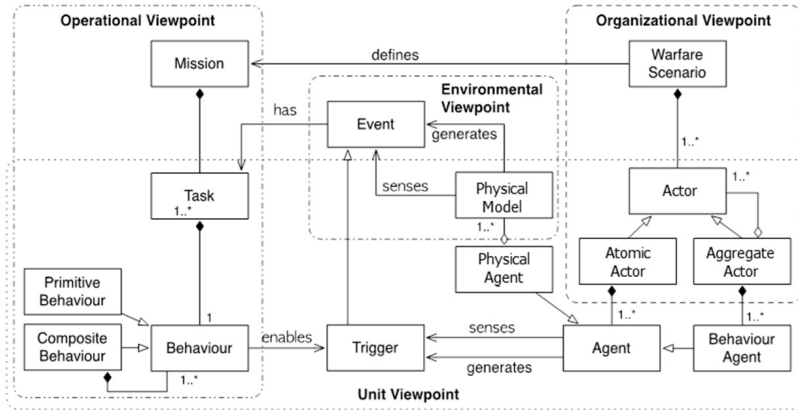 Operational Viewpoint
Organizational Viewpoint
Mission
defines
Warfare
Scenario
Environmental
Viewpoint
has
Event
generates
1..*
Task
1..*
senses
Physical
Model
1..*
Actor
1..*
Primitive
Behaviour
Physical
Agent
Atomic
Actor
Aggregate
Actor
1
1..*
1..*
Composite
Behaviour
Behaviour
1..*
enables
Trigger
senses
generates
Agent
Behaviour
Agent
Unit Viewpoint